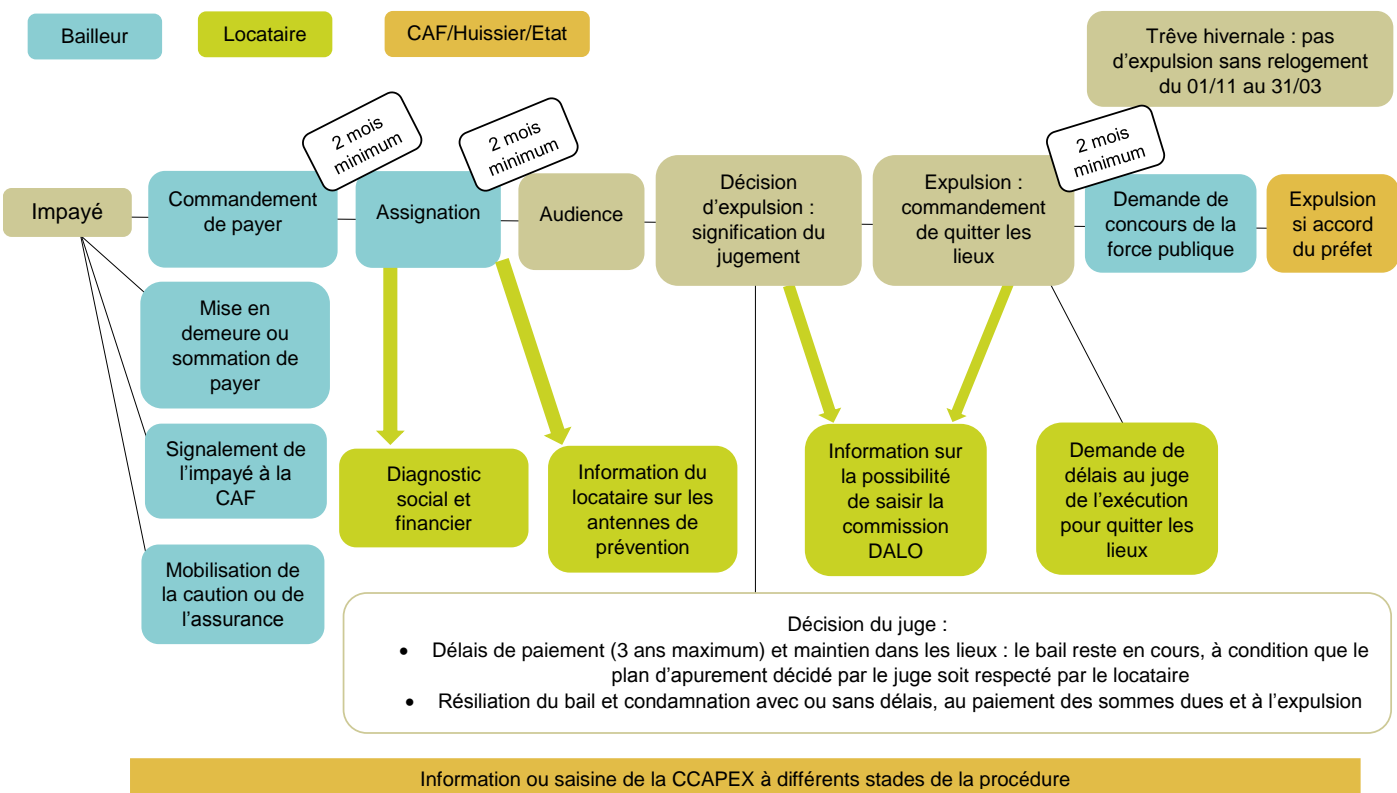 Bailleur
Locataire
CAF/Huissier/Etat
Trêve hivernale : pas
d’expulsion sans relogement
du 01/11 au 31/03
2 mois
minimum
2 mois
minimum
2 mois
minimum
Impayé
Commandement
de payer
Assignation
Audience
Décision
d’expulsion :
signification du
jugement
Expulsion :
commandement
de quitter les
lieux
Demande de
concours de la
force publique
Expulsion
si accord
du préfet
Mise en
demeure ou
sommation de
payer
Signalement de
l’impayé à la
CAF
Mobilisation de
la caution ou de
l’assurance
Diagnostic
social et
financier
Information du
locataire sur les
antennes de
prévention
Information sur
la possibilité
de saisir la
commission
DALO
Demande de
délais au juge
de l’exécution
pour quitter les
lieux
Décision du juge :
• Délais de paiement (3 ans maximum) et maintien dans les lieux : le bail reste en cours, à condition que le
plan d’apurement décidé par le juge soit respecté par le locataire
• Résiliation du bail et condamnation avec ou sans délais, au paiement des sommes dues et à l’expulsion
Information ou saisine de la CCAPEX à différents stades de la procédure